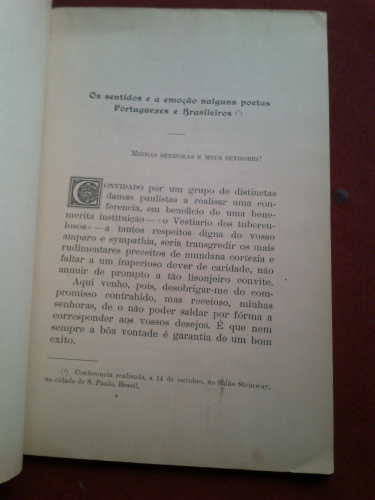 Os sentidos e a emoção nalguns poetas
Portuguezes e Brasileiros (¹)
MINHAS SENHORAS E MEUS SENHORES!
CONVIDADO por um grupo de distinctas
damas paulistas a realisar uma con-
ferencia, em beneficio de uma bene-
merita instituição—«o Vestiario dos tubercu-
losos»—a tantos respeitos digna do vosso
amparo e sympathia, seria transgredir os mais
rudimentares preceitos de mundana cortezia e
faltar a um imperioso dever de caridade, não
annuir de prompto a tão lisonjeiro convite.
Aqui venho, pois, desobrigar-me do com-
promisso contrahido, mas receioso, minhas
senhoras, de o não poder saldar por fórma a
corresponder aos vossos desejos. É que nem
sempre a bôa vontade é garantia de um bom
exito.
(¹) Conferencia realisada, a 14 de outubro, no Salão Steinway,
na cidade de S. Paulo, Brasil.